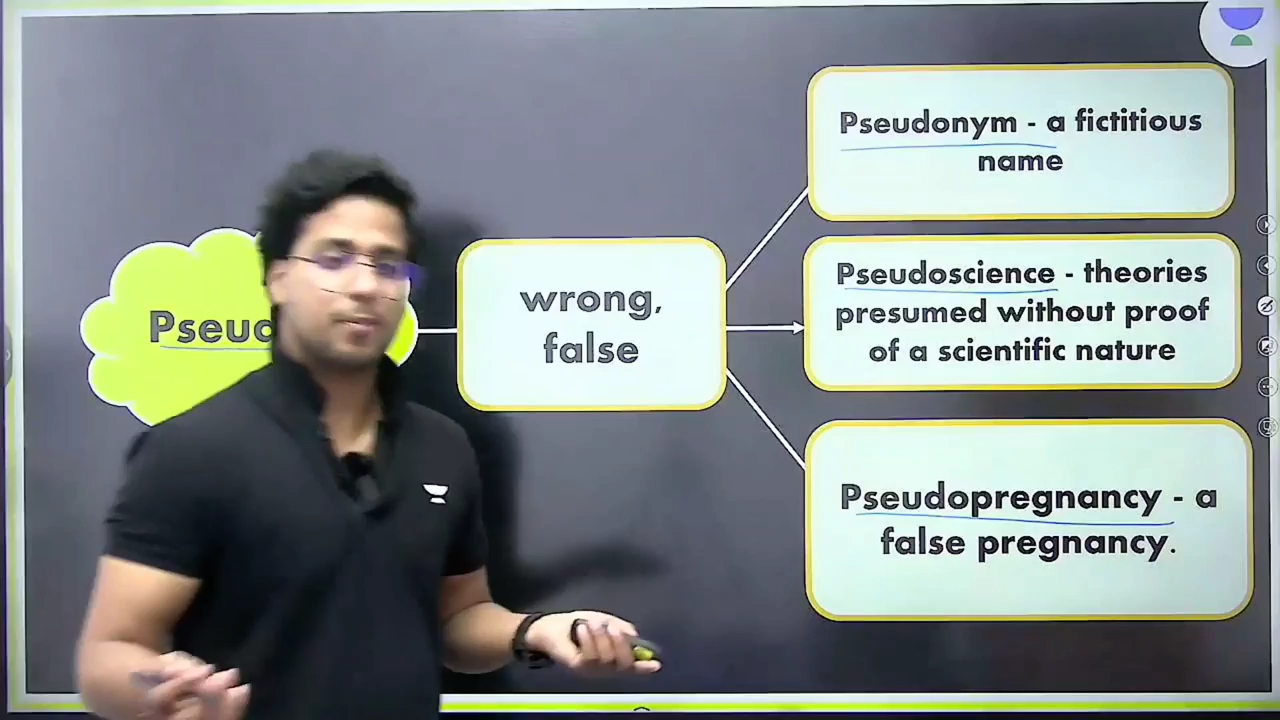 Pseud
wrong,
false
Pseudonym - a fictitious
name
Pseudoscience - theories
presumed without proof
of a scientific nature
Pseudopregnancy - a
false pregnancy.